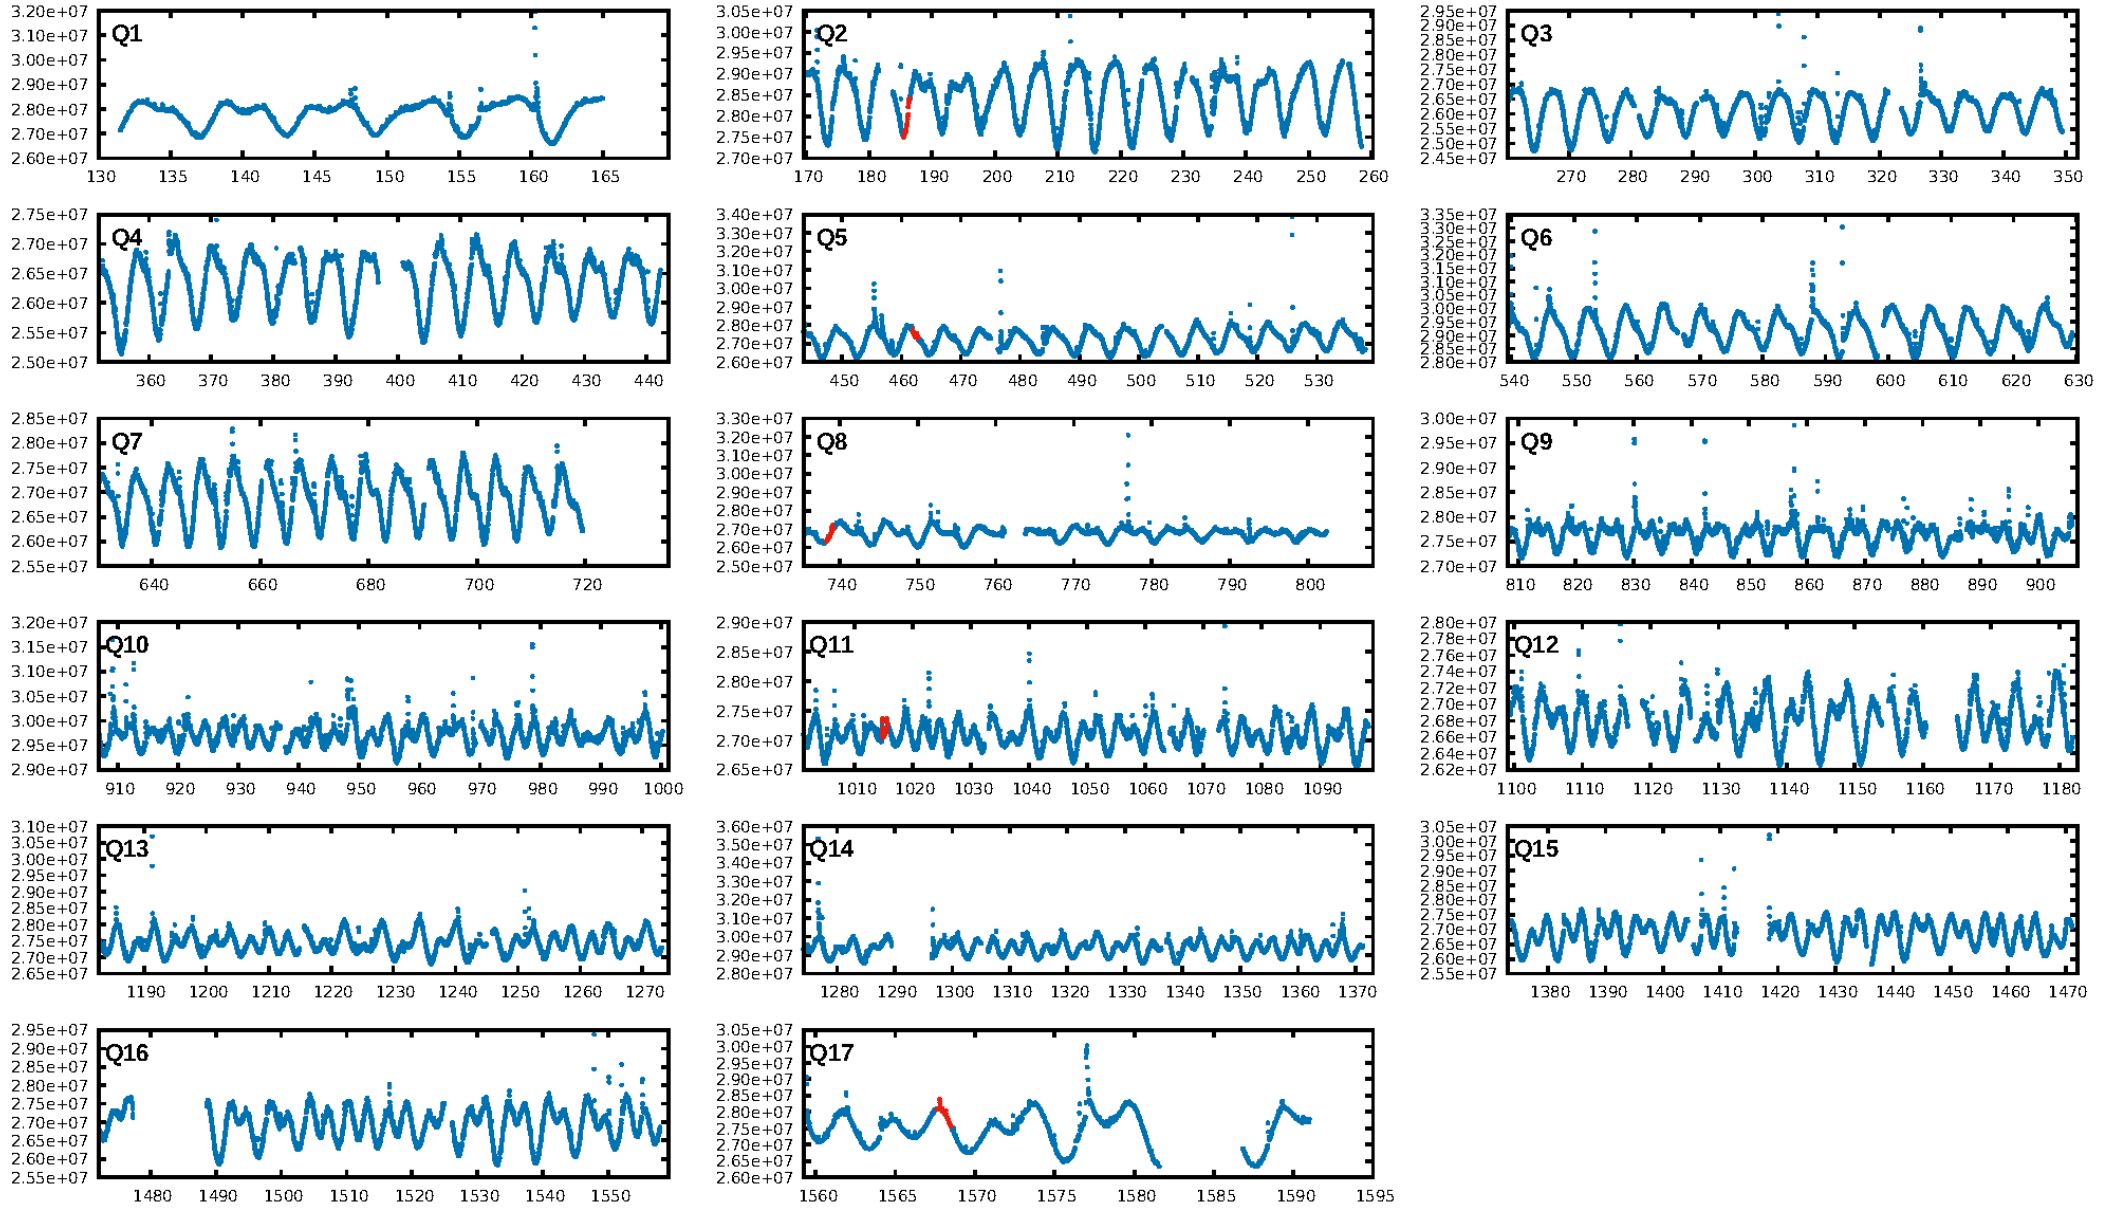 3.20e+07
Q1
3.10e+07
3.00e+07
2.90e+07
2.80e+07
2.70e+07
2.60e+07
130 135 140 145 150 155 160 165
3.05e+07
Q2
3.00e+07
2.95e+07
2.90e+07
2.85e+07
2.80e+07
2.75e+07
2.70e+07
170 180 190 200 210 220 230 240 250 260
2.95e+07
Q3
2.90e+07
2.85e+07
2.80e+07
2.75e+07
2.70e+07
2.65e+07
2.60e+07
2.55e+07
2.50e+07
2.45e+07
270 280 290 300 310 320 330 340 350
2.75e+07
Q4
2.70e+07
2.65e+07
2.60e+07
2.55e+07
2.50e+07
360 370 380 390 400 410 420 430 440
3.40e+07
Q5
3.30e+07
3.20e+07
3.10e+07
3.00e+07
2.90e+07
2.80e+07
2.70e+07
2.60e+07
450 460 470 480 490 500 510 520 530
3.35e+07
Q6
3.30e+07
3.25e+07
3.20e+07
3.15e+07
3.10e+07
3.05e+07
3.00e+07
2.95e+07
2.90e+07
2.85e+07
2.80e+07
540 550 560 570 580 590 600 610 620 630
2.85e+07
Q7
2.80e+07
2.75e+07
2.70e+07
2.65e+07
2.60e+07
2.55e+07
640 660 680 700 720
3.30e+07
Q8
3.20e+07
3.10e+07
3.00e+07
2.90e+07
2.80e+07
2.70e+07
2.60e+07
2.50e+07
740 750 760 770 780 790 800
3.00e+07
Q9
2.95e+07
2.90e+07
2.85e+07
2.80e+07
2.75e+07
2.70e+07
810 820 830 840 850 860 870 880 890 900
3.20e+07
Q10
3.15e+07
3.10e+07
3.05e+07
3.00e+07
2.95e+07
2.90e+07
910 920 930 940 950 960 970 980 990 1000
2.90e+07
Q11
2.85e+07
2.80e+07
2.75e+07
2.70e+07
2.65e+07
1010 1020 1030 1040 1050 1060 1070 1080 1090
2.80e+07
Q12
2.78e+07
2.76e+07
2.74e+07
2.72e+07
2.70e+07
2.68e+07
2.66e+07
2.64e+07
2.62e+07
1100 1110 1120 1130 1140 1150 1160 1170 1180
3.10e+07
Q13
3.05e+07
3.00e+07
2.95e+07
2.90e+07
2.85e+07
2.80e+07
2.75e+07
2.70e+07
2.65e+07
1190 1200 1210 1220 1230 1240 1250 1260 1270
3.60e+07
Q14
3.50e+07
3.40e+07
3.30e+07
3.20e+07
3.10e+07
3.00e+07
2.90e+07
2.80e+07
1280 1290 1300 1310 1320 1330 1340 1350 1360 1370
3.05e+07
Q15
3.00e+07
2.95e+07
2.90e+07
2.85e+07
2.80e+07
2.75e+07
2.70e+07
2.65e+07
2.60e+07
2.55e+07
1380 1390 1400 1410 1420 1430 1440 1450 1460 1470
2.95e+07
Q16
2.90e+07
2.85e+07
2.80e+07
2.75e+07
2.70e+07
2.65e+07
2.60e+07
2.55e+07
1480 1490 1500 1510 1520 1530 1540 1550
3.05e+07
Q17
3.00e+07
2.95e+07
2.90e+07
2.85e+07
2.80e+07
2.75e+07
2.70e+07
2.65e+07
2.60e+07
1560 1565 1570 1575 1580 1585 1590 1595